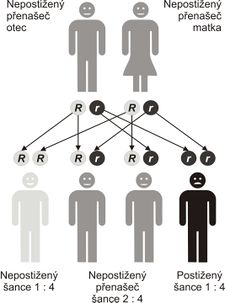 Nepostižený
přenašeč
otec
Nepostižený
přenašeč
matka
R r R r
R R R r R r r r
Nepostižený
šance 1 : 4
Nepostižený
přenašeč
šance 2 : 4
Postižený
šance 1 : 4